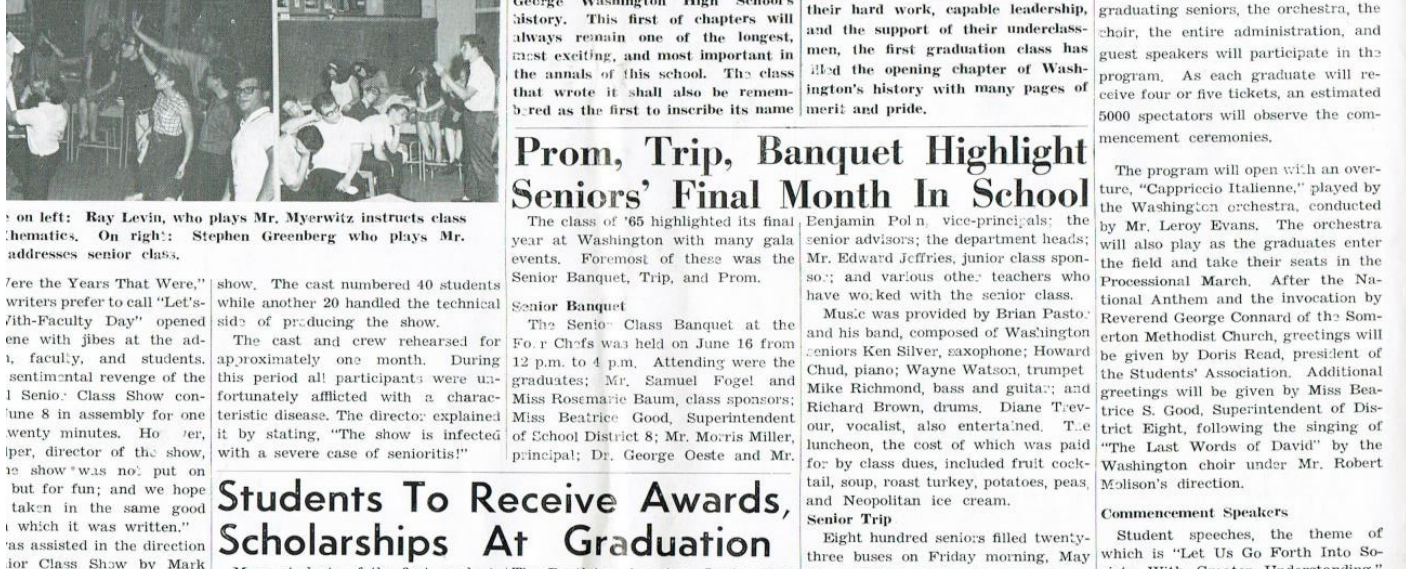 on left: Ray Levin, who plays Mr. Myerwitz instructs class
On right: Stephen Greenberg who plays Mr.
addresses senior class.
the Years That Were,"
writers prefer to call "Let's-
Day" opened
with jibes at the ad-
faculty, and students.
sentimental revenge of the
Senior Class Show con-
June 8 in assembly for one
twenty minutes.
director of the show,
show was not put on
but for fun; and we hope
taken in the same good
which it was written."
assisted in the direction
Class Show by Mark
show. The cast numbered 40 students
while another 20 handled the technical
side of producing the show.
The cast and crew rehearsed for
approximately one month. During
this period all participants were un-
fortunately afflicted with a charac-
teristic disease. The director explained
it by stating, "The show is infected
with a severe case of senioritis!"
Students To Receive Awards,
Scholarships At Graduation
George Washington High School's
history. This first of chapters will
always remain one of the longest,
most exciting, and most important in
the annals of this school. The class
that wrote it shall also be remem-
bered as the first to inscribe its name
their hard work, capable leadership,
and the support of their underclass-
men, the first graduation class has
filled the opening chapter of Wash-
ington's history with many pages of
merit and pride.
Prom, Trip, Banquet Highlight
Seniors' Final Month In School
The class of '65 highlighted its final
year at Washington with many gala
events. Foremost of these was the
Senior Banquet, Trip, and Prom.
Senior Banquet
The Senior Class Banquet at the
Four Chefs was held on June 16 from
12 p.m. to 4 p.m. Attending were the
graduates; Mr. Samuel Fogel and
Miss Rosemarie Baum, class sponsors;
Miss Beatrice Good, Superintendent
of School District 8; Mr. Morris Miller,
principal; Dr. George Oeste and Mr.
Benjamin vice-principals; the
senior advisors; the department heads;
Mr. Edward Jeffries, junior class spon-
sor; and various other teachers who
have worked with the senior class.
Music was provided by Brian Pastor
and his band, composed of Washington
seniors Ken Silver, saxophone; Howard
Chud, piano; Wayne Watson, trumpet
Mike Richmond, bass and guitar; and
Richard Brown, drums. Diane Trev-
our, vocalist, also entertained. The
luncheon, the cost of which was paid
for by class dues, included fruit cock-
tail, soup, roast turkey, potatoes, peas,
and Neopolitan ice cream.
Senior Trip
Eight hundred seniors filled twenty-
three buses on Friday morning, May
graduating seniors, the orchestra, the
choir, the entire administration, and
guest speakers will participate in the
program. As each graduate will re-
ceive four or five tickets, an estimated
5000 spectators will observe the com-
mencement ceremonies.
The program will open with an over-
ture, "Cappriccio Italienne," played by
the Washington orchestra, conducted
by Mr. Leroy Evans. The orchestra
will also play as the graduates enter
the field and take their seats in the
Processional March. After the Na-
tional Anthem and the invocation by
Reverend George Connard of the Som-
erton Methodist Church, greetings will
be given by Doris Read, president of
the Students' Association. Additional
greetings will be given by Miss Bea-
trice S. Good, Superintendent of Dis-
trict Eight, following the singing of
"The Last Words of David" by the
Washington choir under Mr. Robert
Molison's direction.
Commencement Speakers
Student speeches, the theme of
which is "Let Us Go Forth Into So-